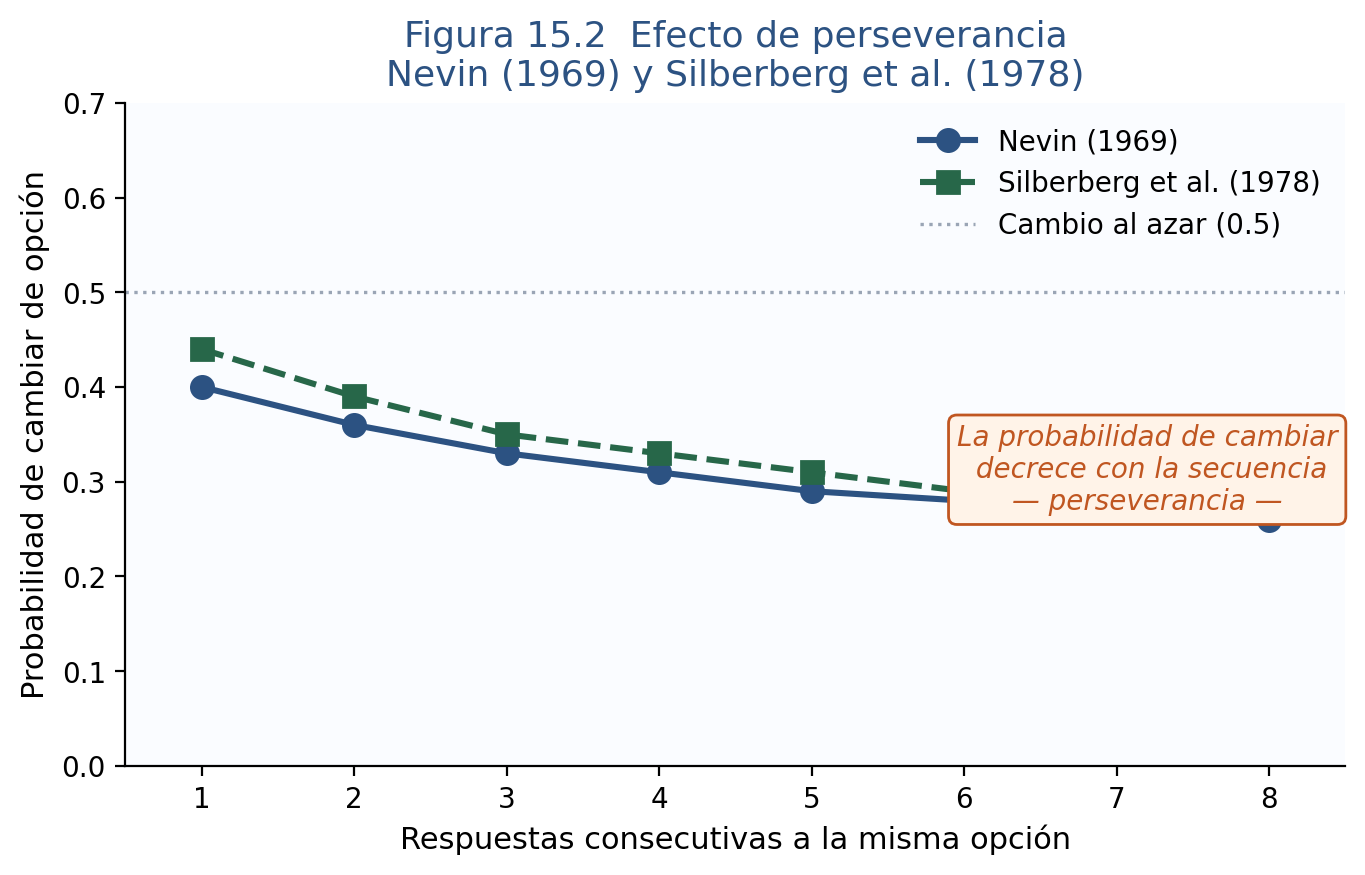 Figura 15.2  Efecto de perseverancia
Nevin (1969) y Silberberg et al. (1978)
Nevin (1969)
Silberberg et al. (1978)
Cambio al azar (0.5)
Probabilidad de cambiar de opción
0.7
0.6
0.5
0.4
0.3
0.2
0.1
0.0
La probabilidad de cambiar
decrece con la secuencia
— perseverancia —
1 2 3 4 5 6 7 8
Respuestas consecutivas a la misma opción